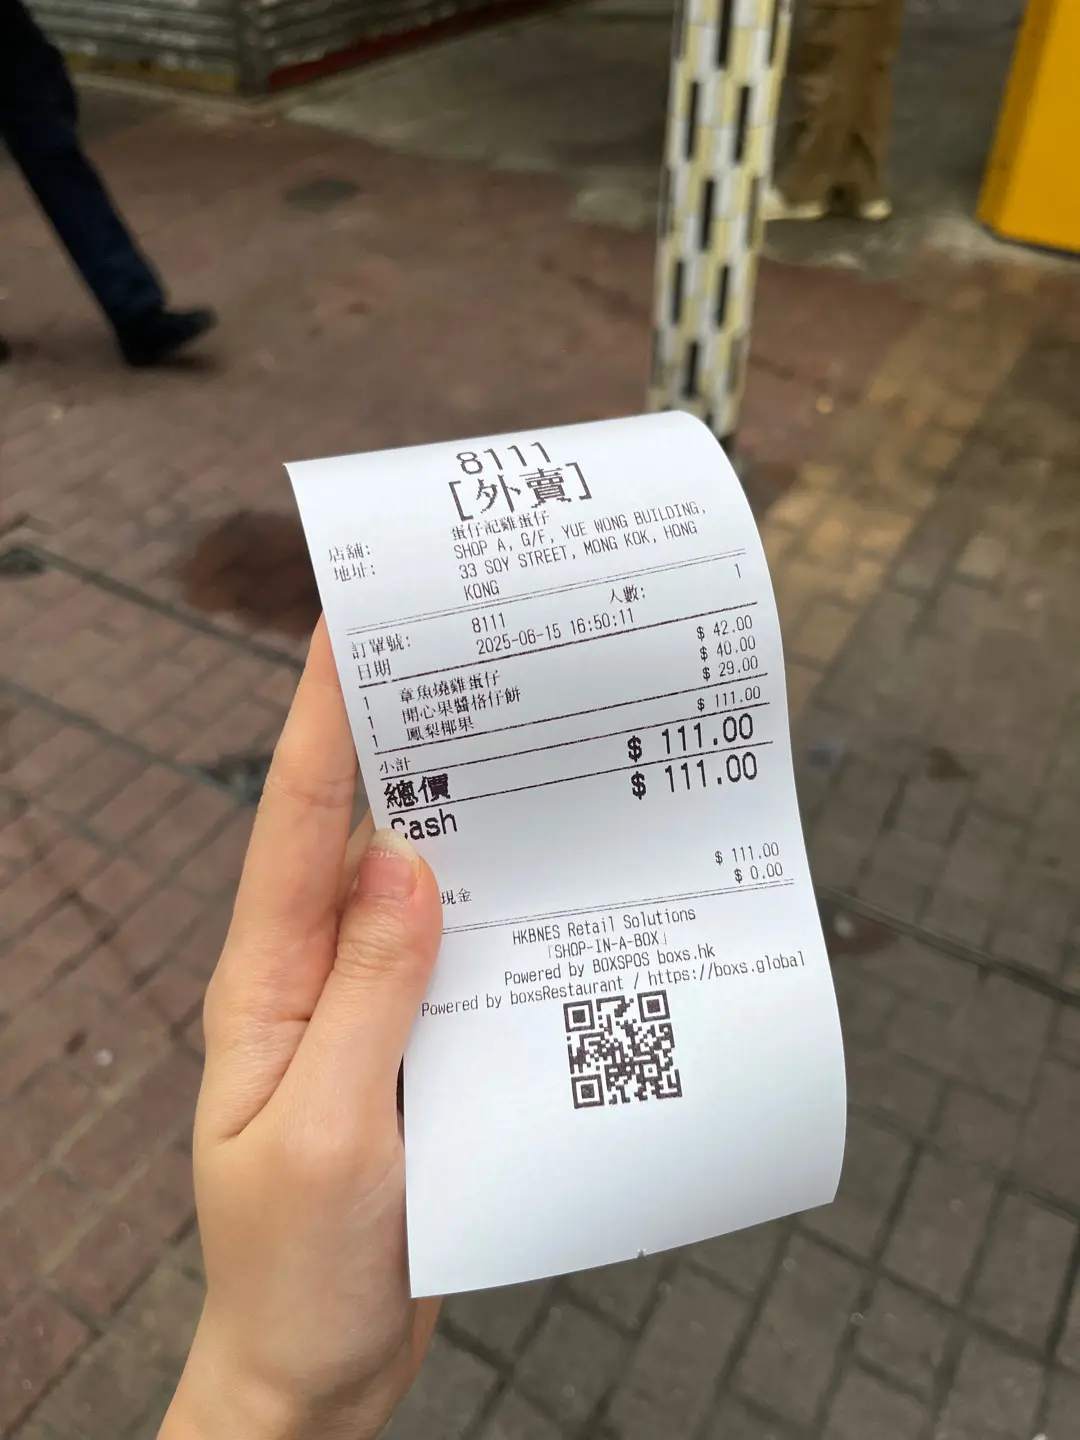 8111
[外賣]
店舖: 蛋仔記雞蛋仔
地址: SHOP A, G/F, YUE WONG BUILDING,
33 SOY STREET, MONG KOK, HONG
KONG
訂單號: 8111 人數: 1
日期 2025-06-15 16:50:11
1 章魚燒雞蛋仔 $ 42.00
1 開心果醬格仔餅 $ 40.00
1 鳳梨椰果 $ 29.00
小計 $ 111.00
總價 $ 111.00
Cash $ 111.00
現金 $ 111.00
$ 0.00
HKBNES Retail Solutions
「SHOP-IN-A-BOX」
Powered by BOXSPOS boxs.hk
Powered by boxsRestaurant / https://boxs.global